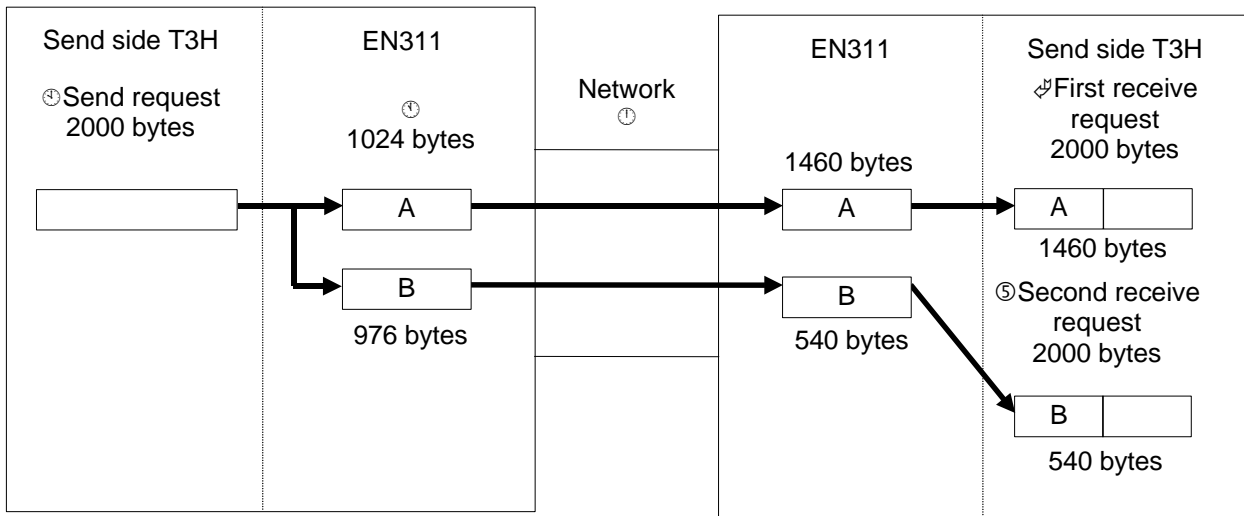 Send side T3H
🕙Send request
2000 bytes
EN311
🕚
1024 bytes
A
B
976 bytes
Network
🕛
EN311
1460 bytes
A
B
540 bytes
Send side T3H
First receive
request
2000 bytes
A
1460 bytes
⑤Second receive
request
2000 bytes
B
540 bytes